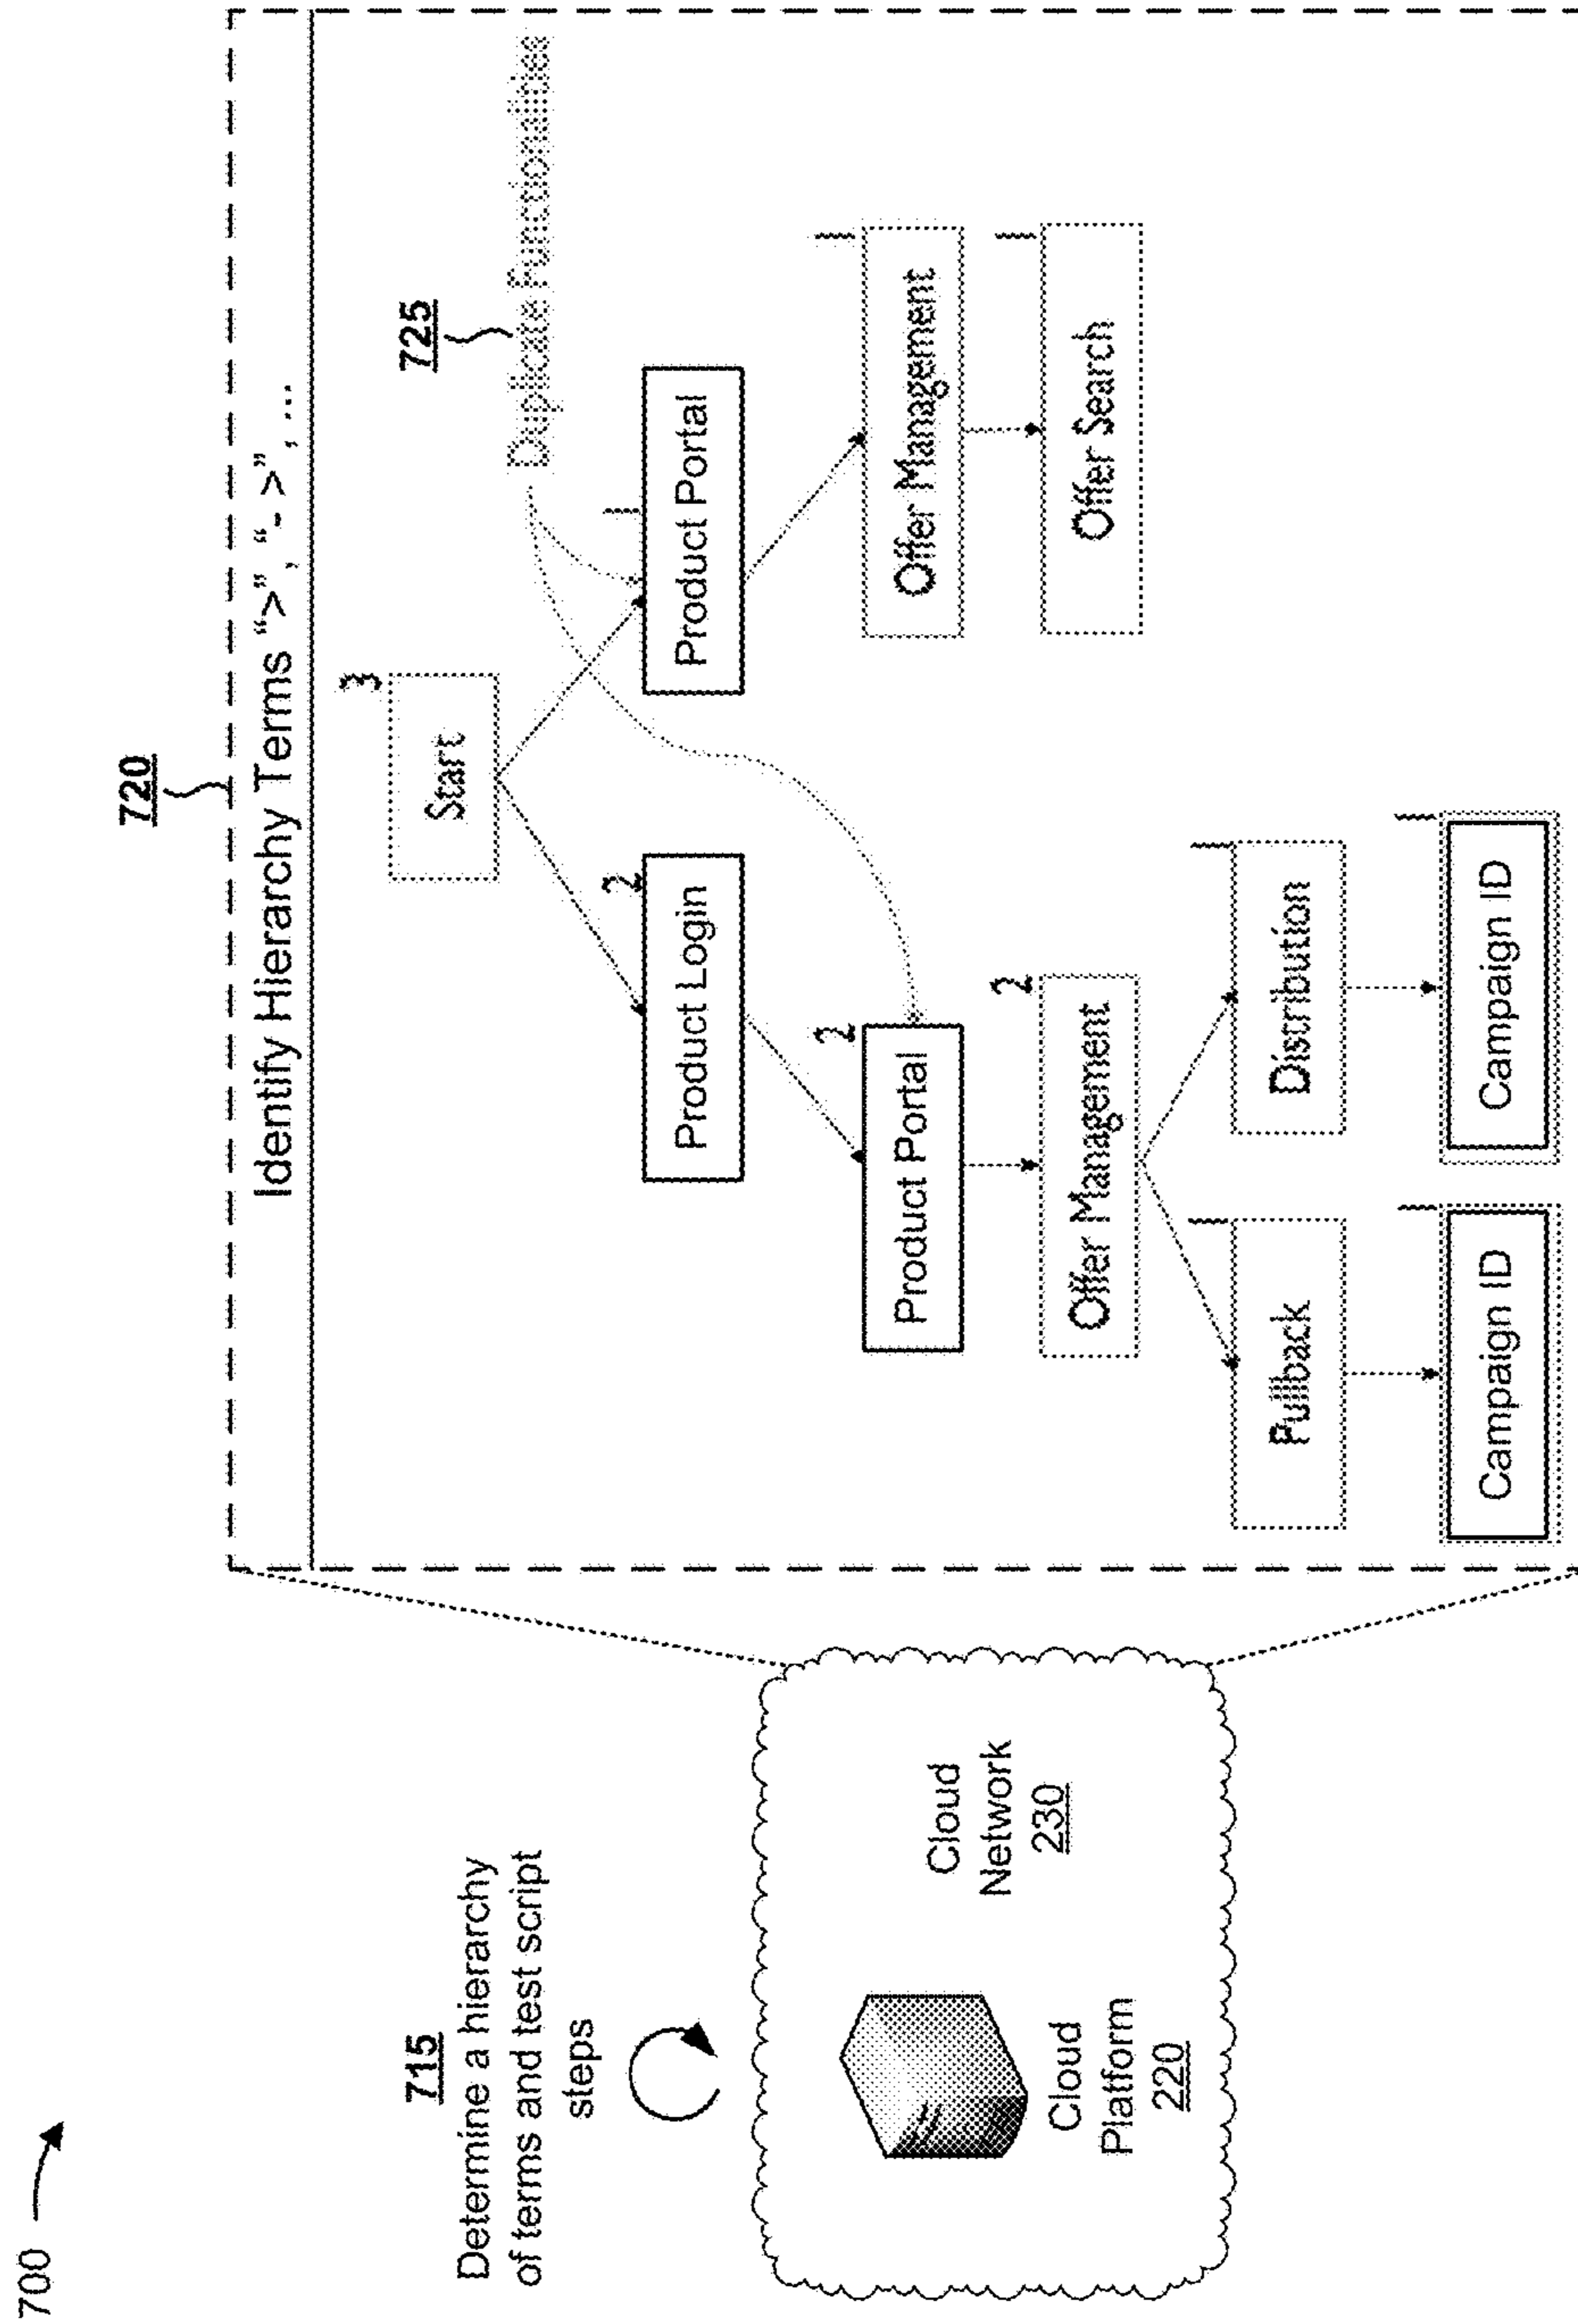 700
715
Determine a hierarchy
of terms and test script
steps
Cloud
Platform
220
Cloud
Network
230
720
Identify Hierarchy Terms “>”, “- >”, ...
3
Start
725
Duplicate Functionalities
2
Product Login
1
Product Portal
2
Product Portal
1
Offer Management
2
Offer Management
1
Offer Search
1
Pullback
1
Distribution
1
Campaign ID
1
Campaign ID